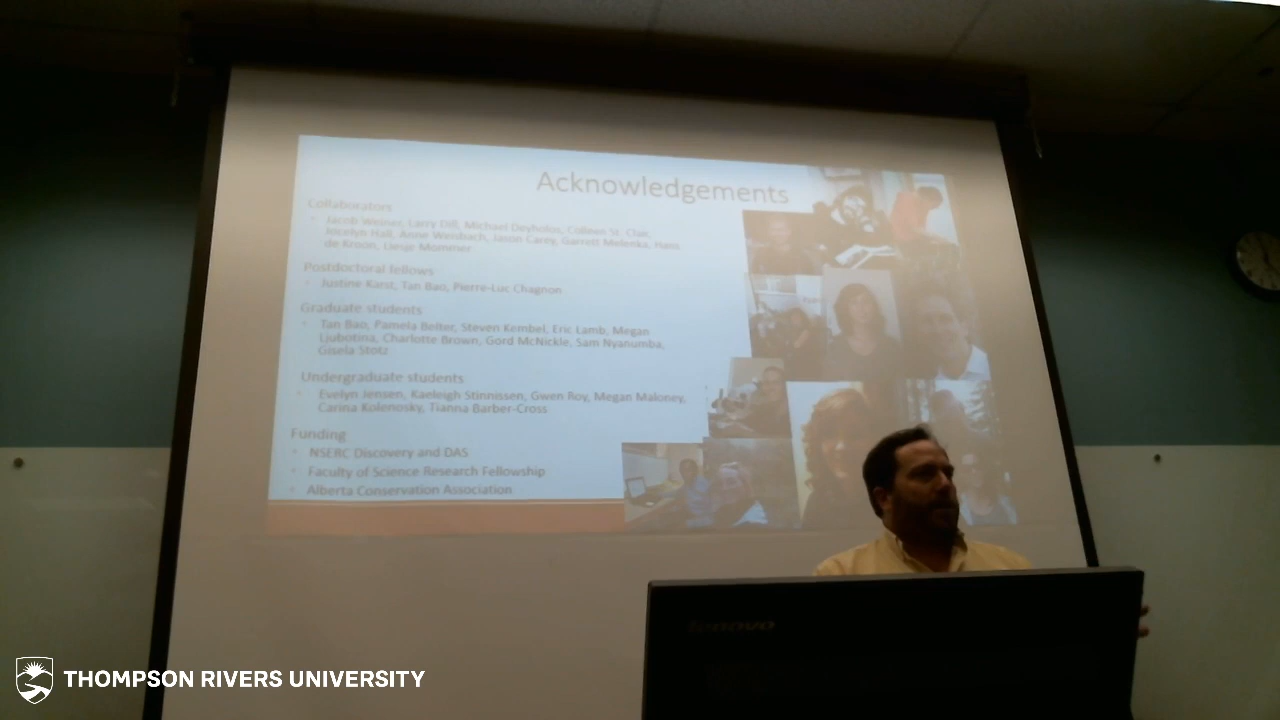 Acknowledgements
Collaborators
Jacob Weiner, Larry Dill, Michael Deyholos, Colleen St. Clair,
Jocelyn Hall, Anne Weisbach, Jason Carey, Garrett Melenka, Hans
de Kroon, Liesje Mommer
Postdoctoral fellows
Justine Karst, Tan Bao, Pierre-Luc Chagnon
Graduate students
Tan Bao, Pamela Belter, Steven Kembel, Eric Lamb, Megan
Ljubotina, Charlotte Brown, Gord McNickle, Sam Nyanumba,
Gisela Stotz
Undergraduate students
Evelyn Jensen, Kaeleigh Stinnissen, Gwen Roy, Megan Maloney,
Carina Kolenosky, Tianna Barber-Cross
Funding
NSERC Discovery and DAS
Faculty of Science Research Fellowship
Alberta Conservation Association
lenovo
THOMPSON RIVERS UNIVERSITY